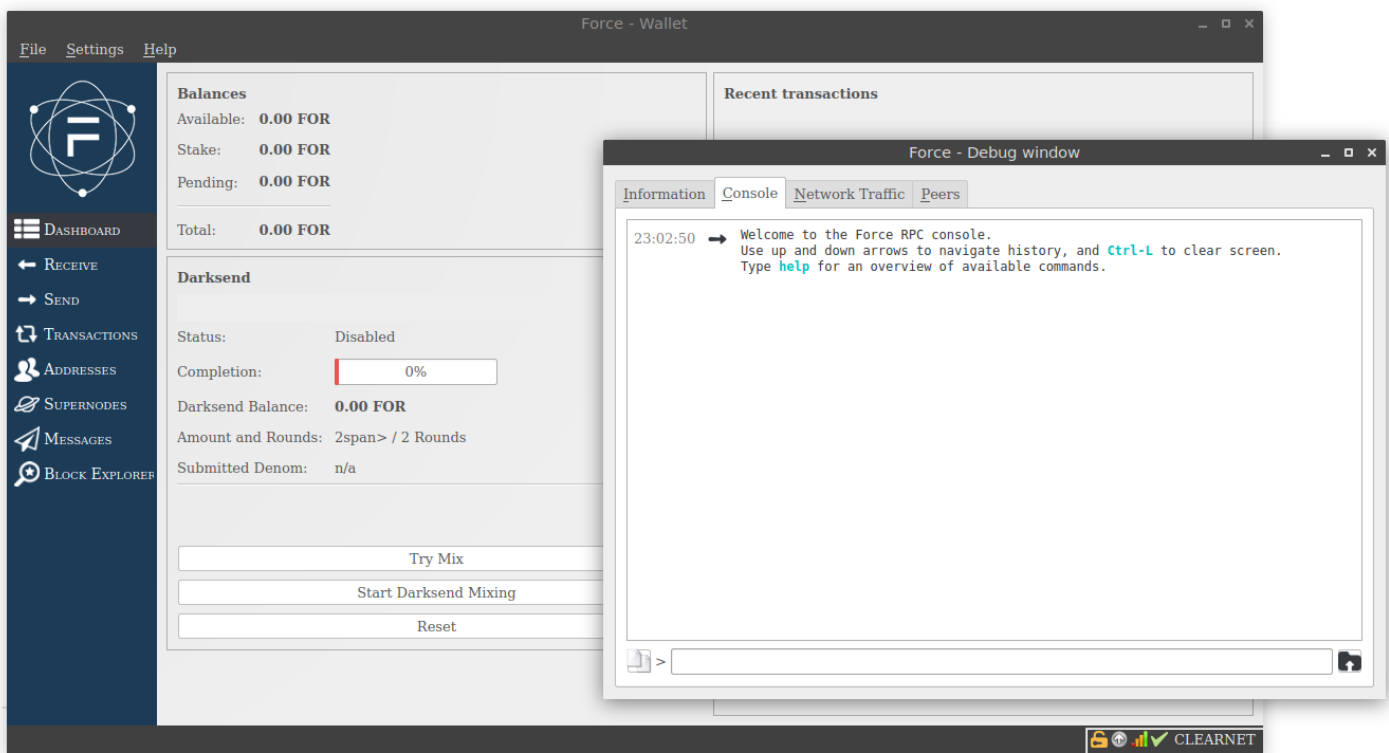 Force - Wallet
File Settings Help
F
DASHBOARD
RECEIVE
SEND
TRANSACTIONS
ADDRESSES
SUPERNODES
MESSAGES
BLOCK EXPLORER
Balances
Available: 0.00 FOR
Stake: 0.00 FOR
Pending: 0.00 FOR
Total: 0.00 FOR
Darksend
Status: Disabled
Completion: 0%
Darksend Balance: 0.00 FOR
Amount and Rounds: 2span> / 2 Rounds
Submitted Denom: n/a
Try Mix
Start Darksend Mixing
Reset
Recent transactions
Force - Debug window
Information Console Network Traffic Peers
23:02:50 Welcome to the Force RPC console.
Use up and down arrows to navigate history, and Ctrl-L to clear screen.
Type help for an overview of available commands.
>
CLEARNET